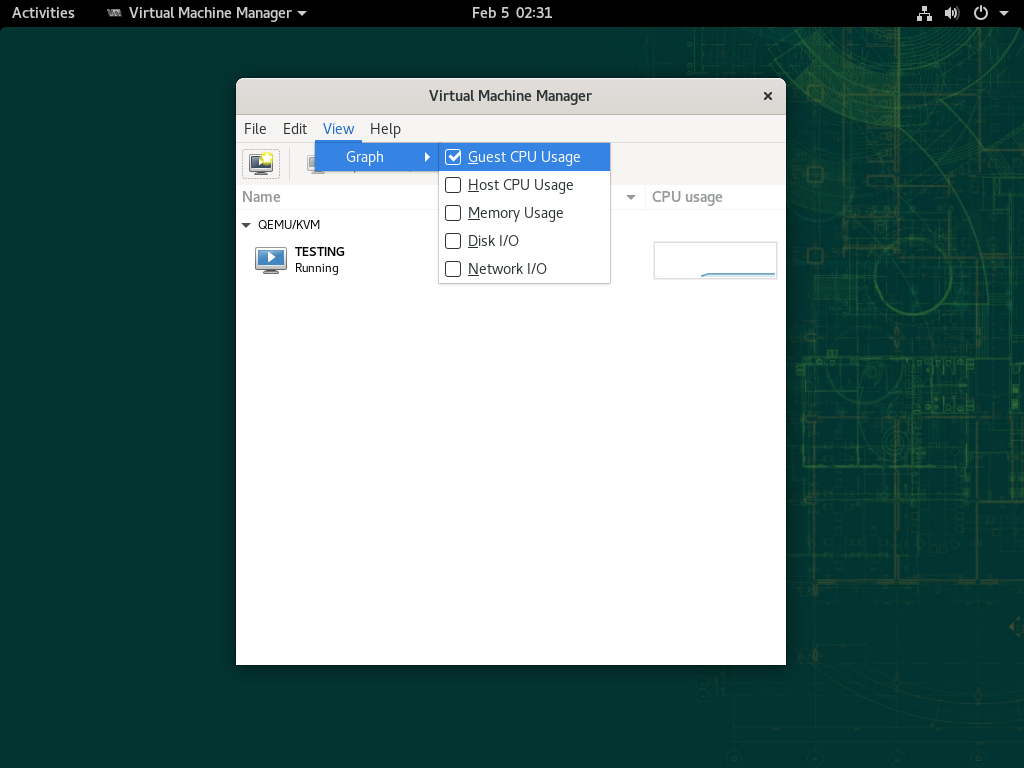 Activities
Virtual Machine Manager
Feb 5 02:31
Virtual Machine Manager
File Edit View Help
Graph
Guest CPU Usage
Host CPU Usage
Memory Usage
Disk I/O
Network I/O
Name
CPU usage
QEMU/KVM
TESTING
Running